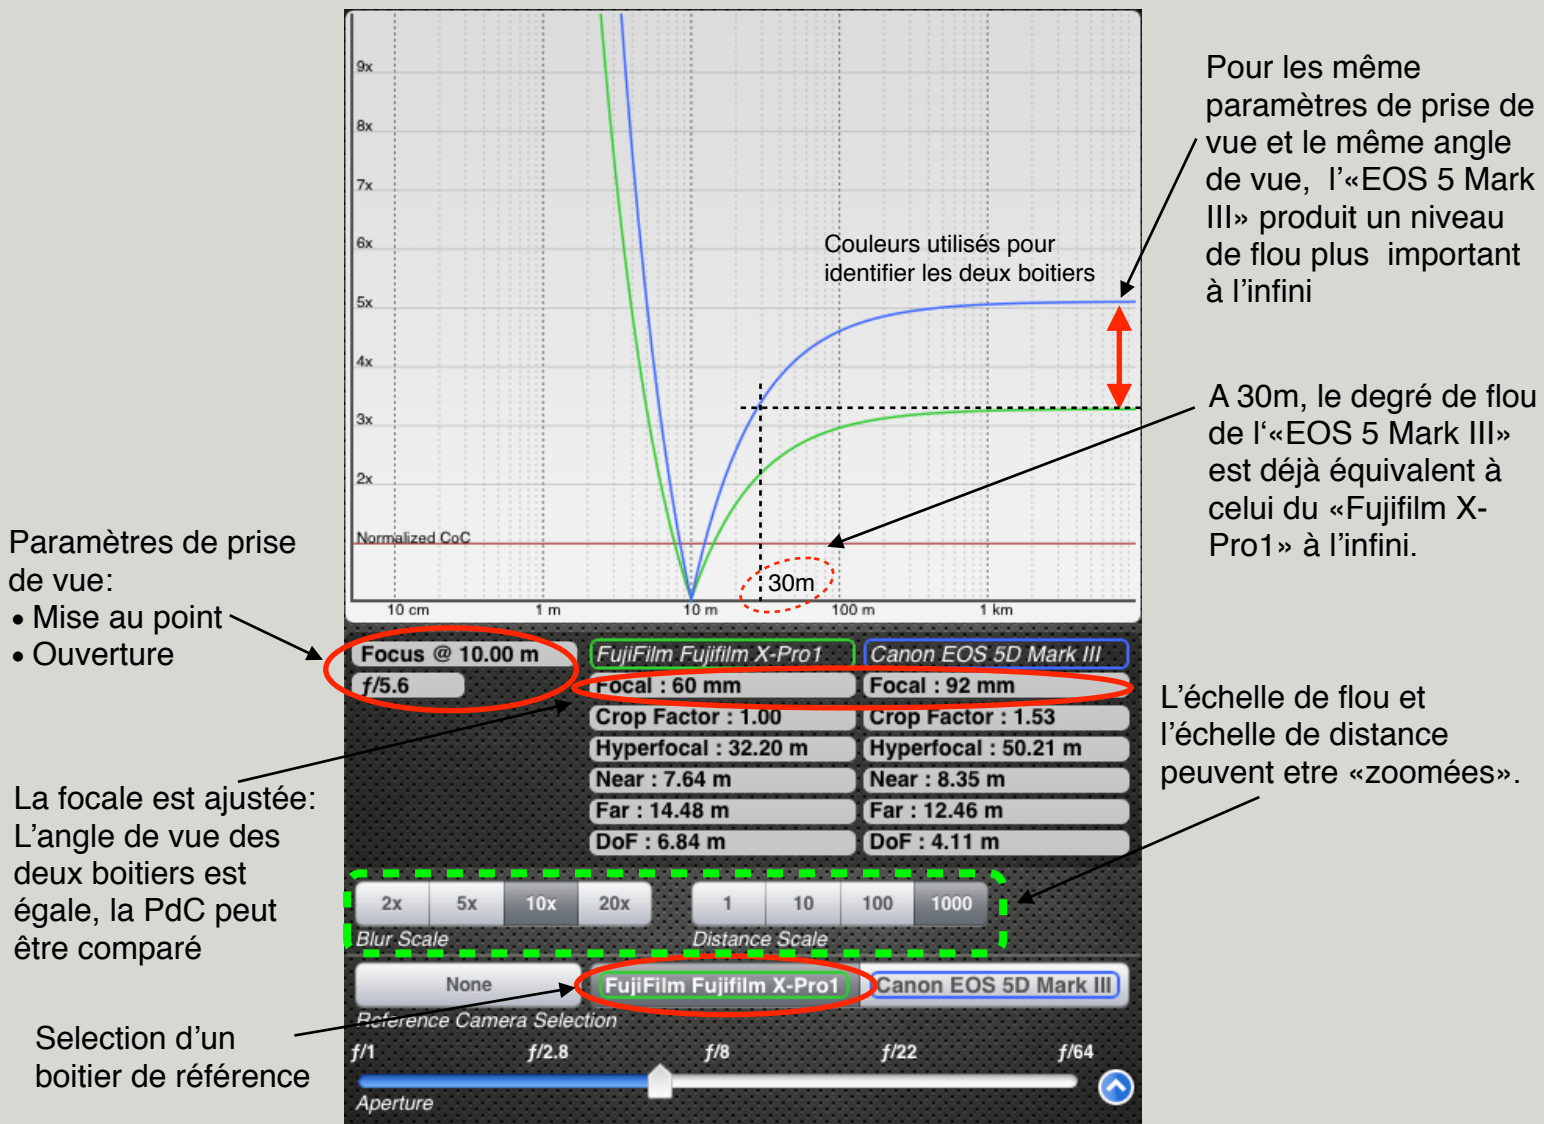 9x
8x
7x
6x
5x
4x
3x
2x
Normalized CoC
10 cm
1 m
10 m
100 m
1 km
Couleurs utilisés pour
identifier les deux boitiers
30m
Pour les même
paramètres de prise de
vue et le même angle
de vue, l'«EOS 5 Mark
III» produit un niveau
de flou plus important
à l'infini
A 30m, le degré de flou
de l'«EOS 5 Mark III»
est déjà équivalent à
celui du «Fujifilm X-
Pro1» à l'infini.
Paramètres de prise
de vue:
• Mise au point
• Ouverture
Focus @ 10.00 m
ƒ/5.6
FujiFilm Fujifilm X-Pro1
Focal : 60 mm
Crop Factor : 1.00
Hyperfocal : 32.20 m
Near : 7.64 m
Far : 14.48 m
DoF : 6.84 m
Canon EOS 5D Mark III
Focal : 92 mm
Crop Factor : 1.53
Hyperfocal : 50.21 m
Near : 8.35 m
Far : 12.46 m
DoF : 4.11 m
L'échelle de flou et
l'échelle de distance
peuvent etre «zoomées».
La focale est ajustée:
L'angle de vue des
deux boitiers est
égale, la PdC peut
être comparé
2x 5x 10x 20x
Blur Scale
1 10 100 1000
Distance Scale
None
FujiFilm Fujifilm X-Pro1
Canon EOS 5D Mark III
Reference Camera Selection
Selection d'un
boitier de référence
ƒ/1 ƒ/2.8 ƒ/8 ƒ/22 ƒ/64
Aperture